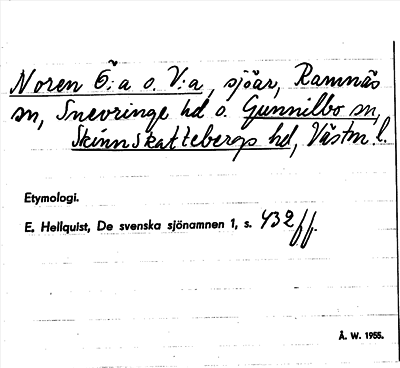 Noren Ö:a o. V:a, sjöar, Ramnäs
sn, Snevringe hd o. Gunnilbo sn,
Skinnskattebergs hd, Västm l.
Etymologi.
E. Hellquist, De svenska sjönamnen 1, s. 432 ff.
Å. W. 1955.